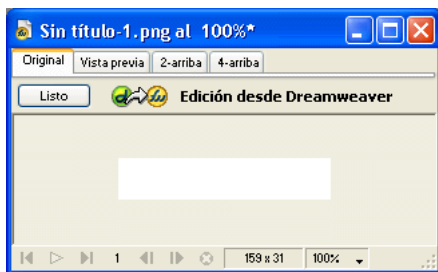 Sin título-1.png al 100%*
Original Vista previa 2-arriba 4-arriba
Listo Edición desde Dreamweaver
1 159 x 31 100%